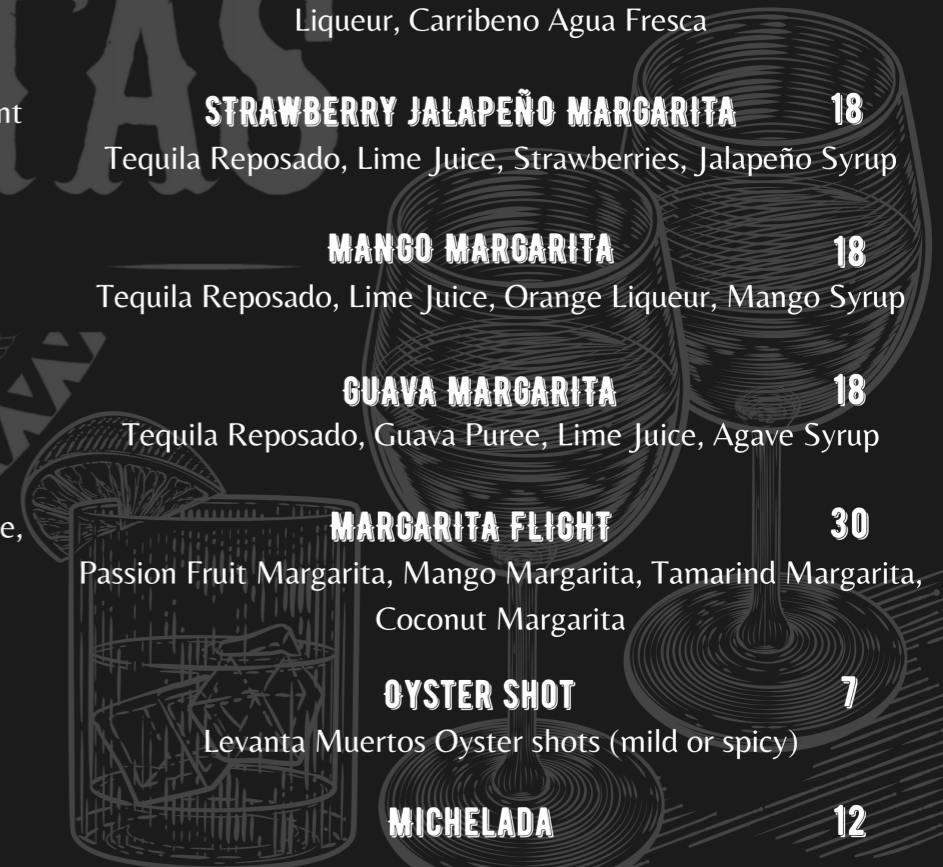 TAS
Liqueur, Carribeno Agua Fresca
nt
STRAWBERRY JALAPEÑO MARGARITA 18
Tequila Reposado, Lime Juice, Strawberries, Jalapeño Syrup
MANGO MARGARITA 18
Tequila Reposado, Lime Juice, Orange Liqueur, Mango Syrup
GUAVA MARGARITA 18
Tequila Reposado, Guava Puree, Lime Juice, Agave Syrup
e,
MARGARITA FLIGHT 30
Passion Fruit Margarita, Mango Margarita, Tamarind Margarita,
Coconut Margarita
OYSTER SHOT 7
Levanta Muertos Oyster shots (mild or spicy)
MICHELADA 12